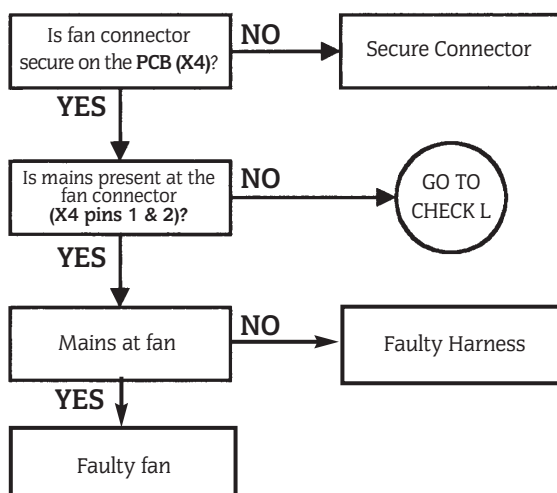 Is fan connector
secure on the PCB (X4)?
NO
Secure Connector
YES
Is mains present at the
fan connector
(X4 pins 1 & 2)?
NO
GO TO
CHECK L
YES
Mains at fan
NO
Faulty Harness
YES
Faulty fan